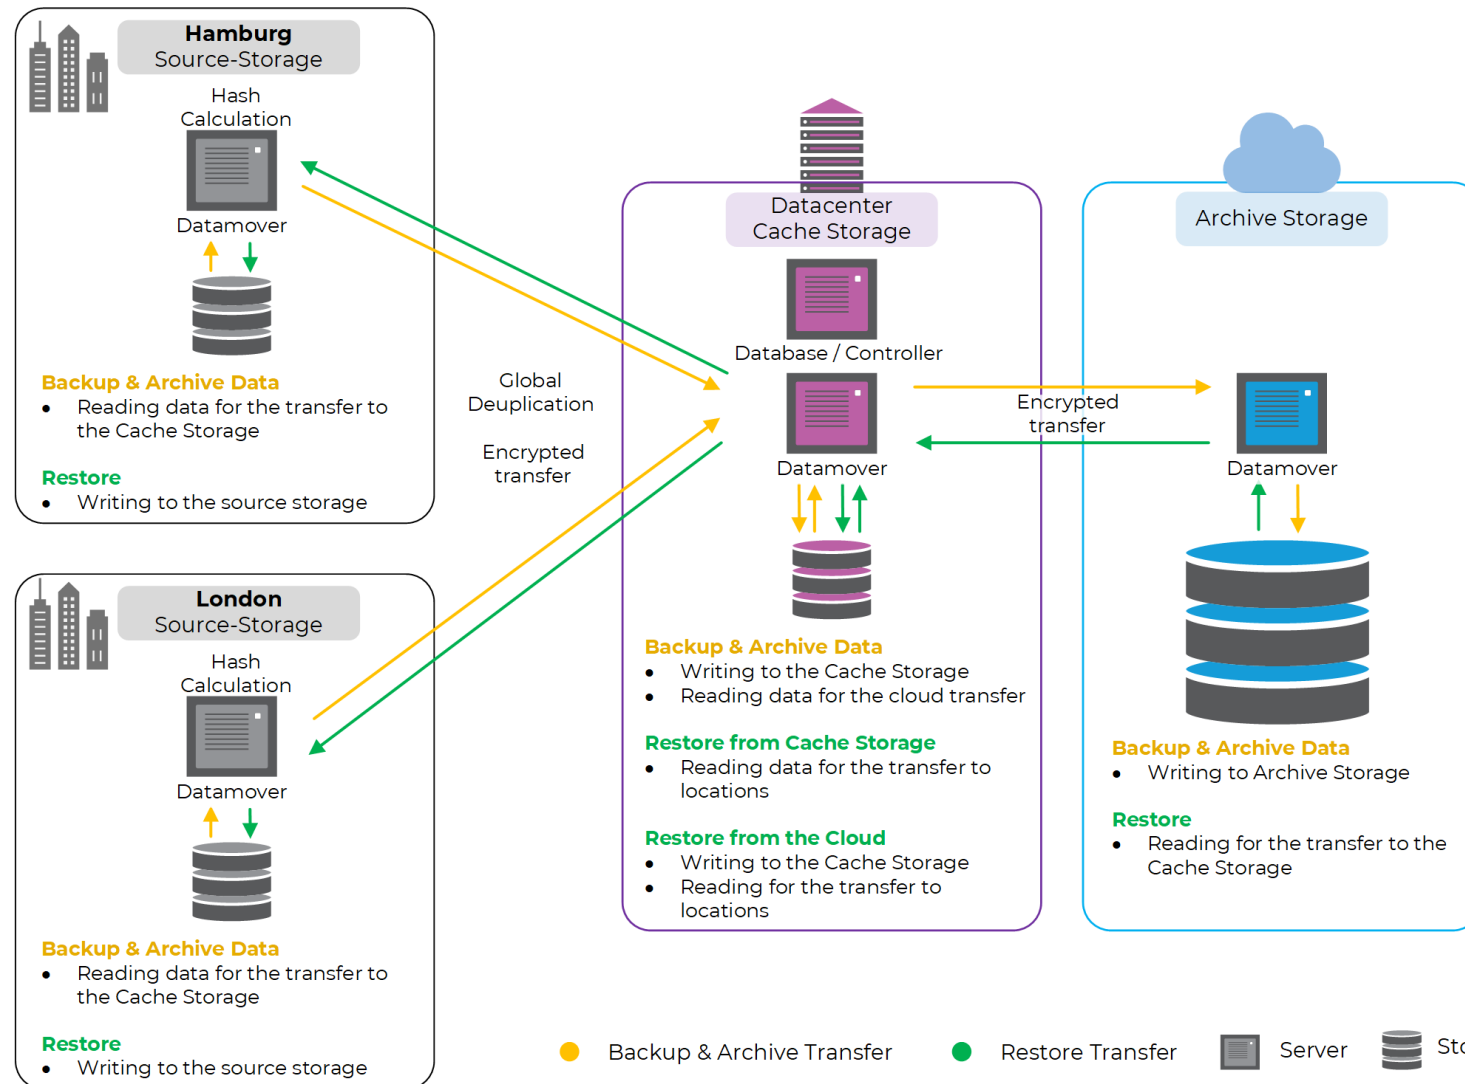 Hamburg
Source-Storage
Hash
Calculation
Datamover
Backup & Archive Data
• Reading data for the transfer to
the Cache Storage
Restore
• Writing to the source storage
London
Source-Storage
Hash
Calculation
Datamover
Backup & Archive Data
• Reading data for the transfer to
the Cache Storage
Restore
• Writing to the source storage
Global
Deuplication
Encrypted
transfer
Datacenter
Cache Storage
Database / Controller
Datamover
Backup & Archive Data
• Writing to the Cache Storage
• Reading data for the cloud transfer
Restore from Cache Storage
• Reading data for the transfer to
locations
Restore from the Cloud
• Writing to the Cache Storage
• Reading for the transfer to
locations
Encrypted
transfer
Archive Storage
Datamover
Backup & Archive Data
• Writing to Archive Storage
Restore
• Reading for the transfer to the
Cache Storage
Backup & Archive Transfer
Restore Transfer
Server